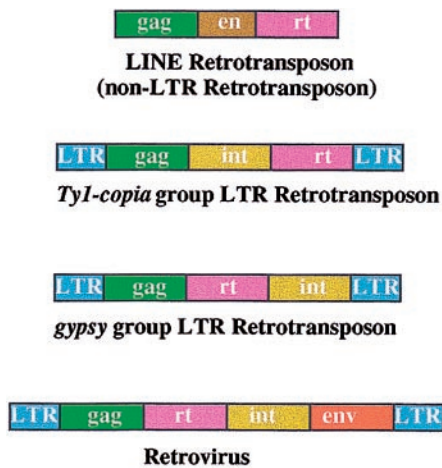 gag en rt
LINE Retrotransposon
(non-LTR Retrotransposon)
LTR gag int rt LTR
Ty1-copia group LTR Retrotransposon
LTR gag rt int LTR
gypsy group LTR Retrotransposon
LTR gag rt int env LTR
Retrovirus